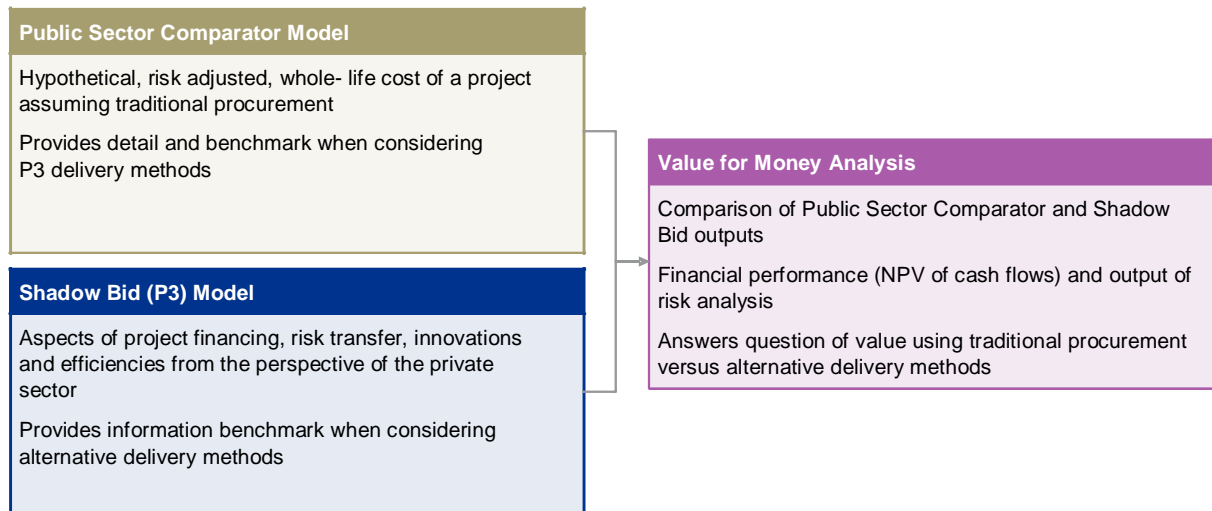 Public Sector Comparator Model
Hypothetical, risk adjusted, whole- life cost of a project
assuming traditional procurement
Provides detail and benchmark when considering
P3 delivery methods
Shadow Bid (P3) Model
Aspects of project financing, risk transfer, innovations
and efficiencies from the perspective of the private
sector
Provides information benchmark when considering
alternative delivery methods
Value for Money Analysis
Comparison of Public Sector Comparator and Shadow
Bid outputs
Financial performance (NPV of cash flows) and output of
risk analysis
Answers question of value using traditional procurement
versus alternative delivery methods